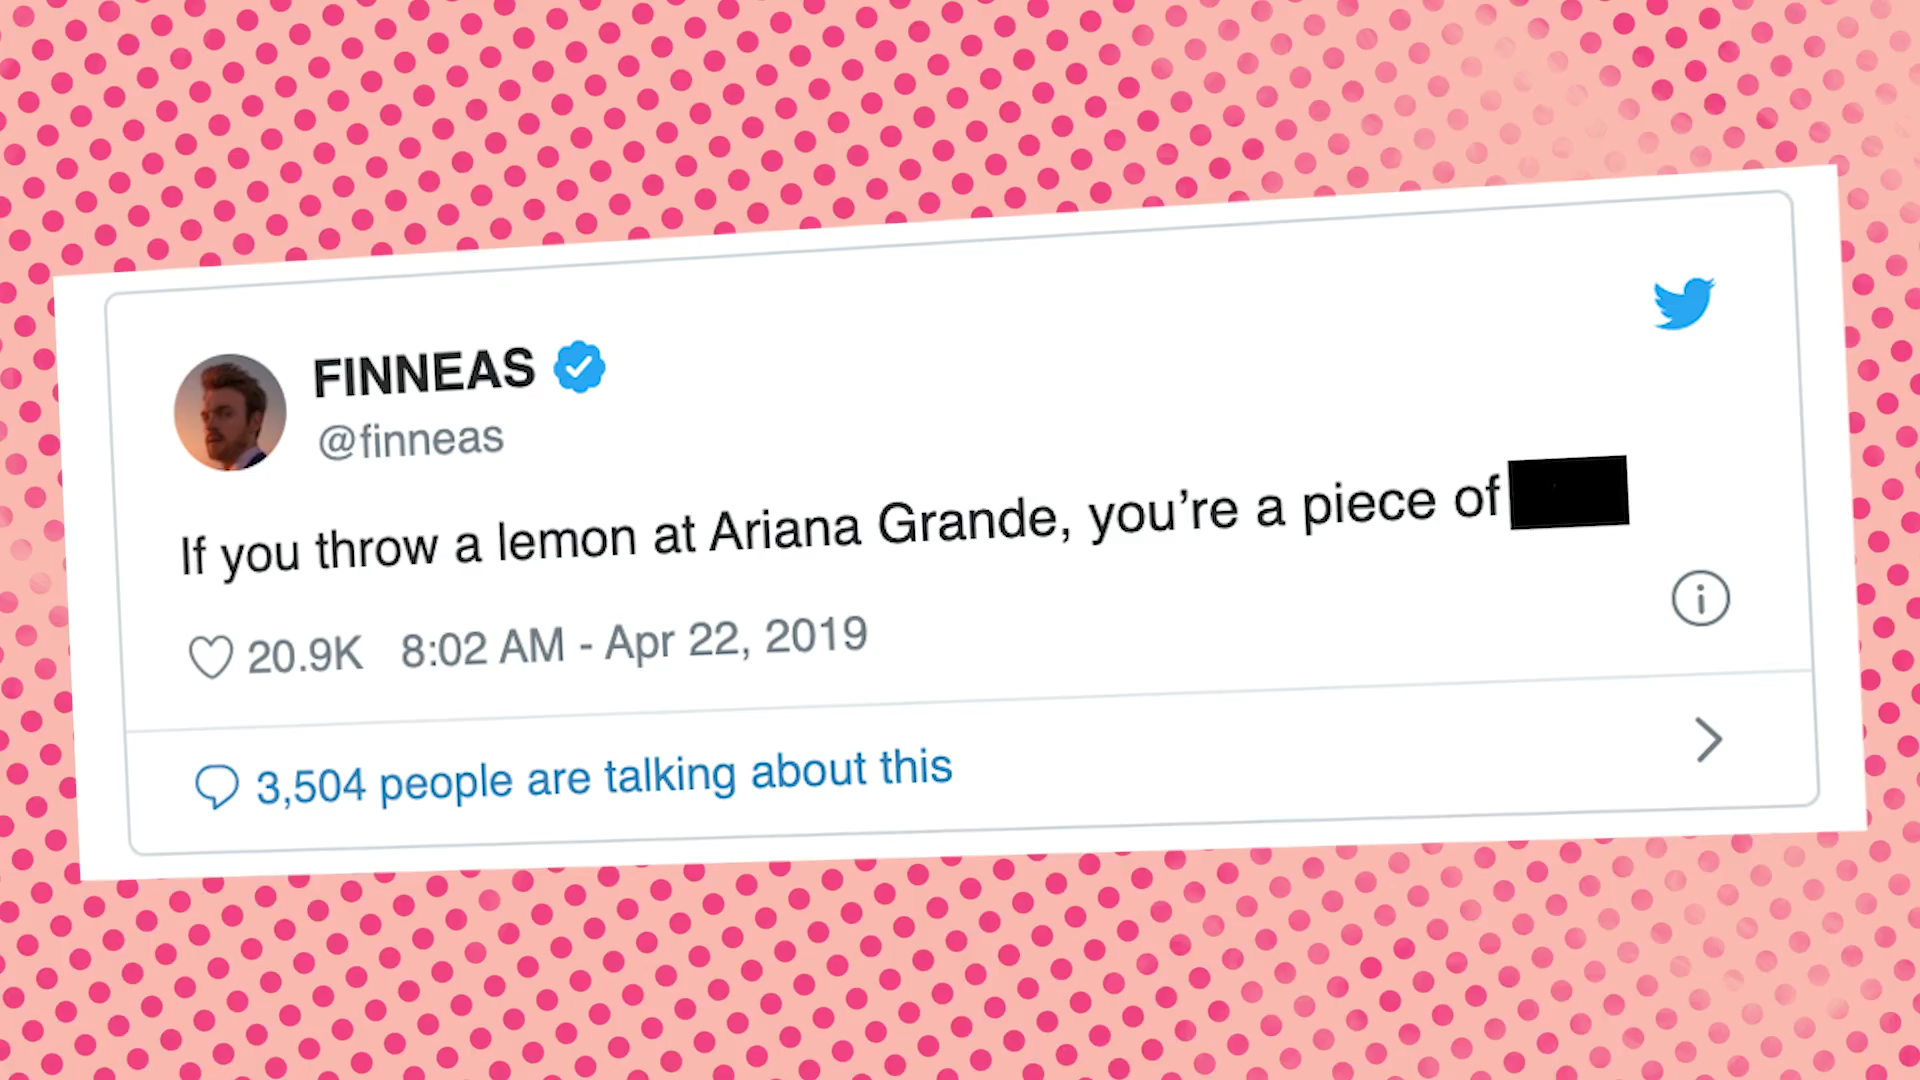 FINNEAS
@finneas
If you throw a lemon at Ariana Grande, you’re a piece of
20.9K 8:02 AM - Apr 22, 2019
3,504 people are talking about this